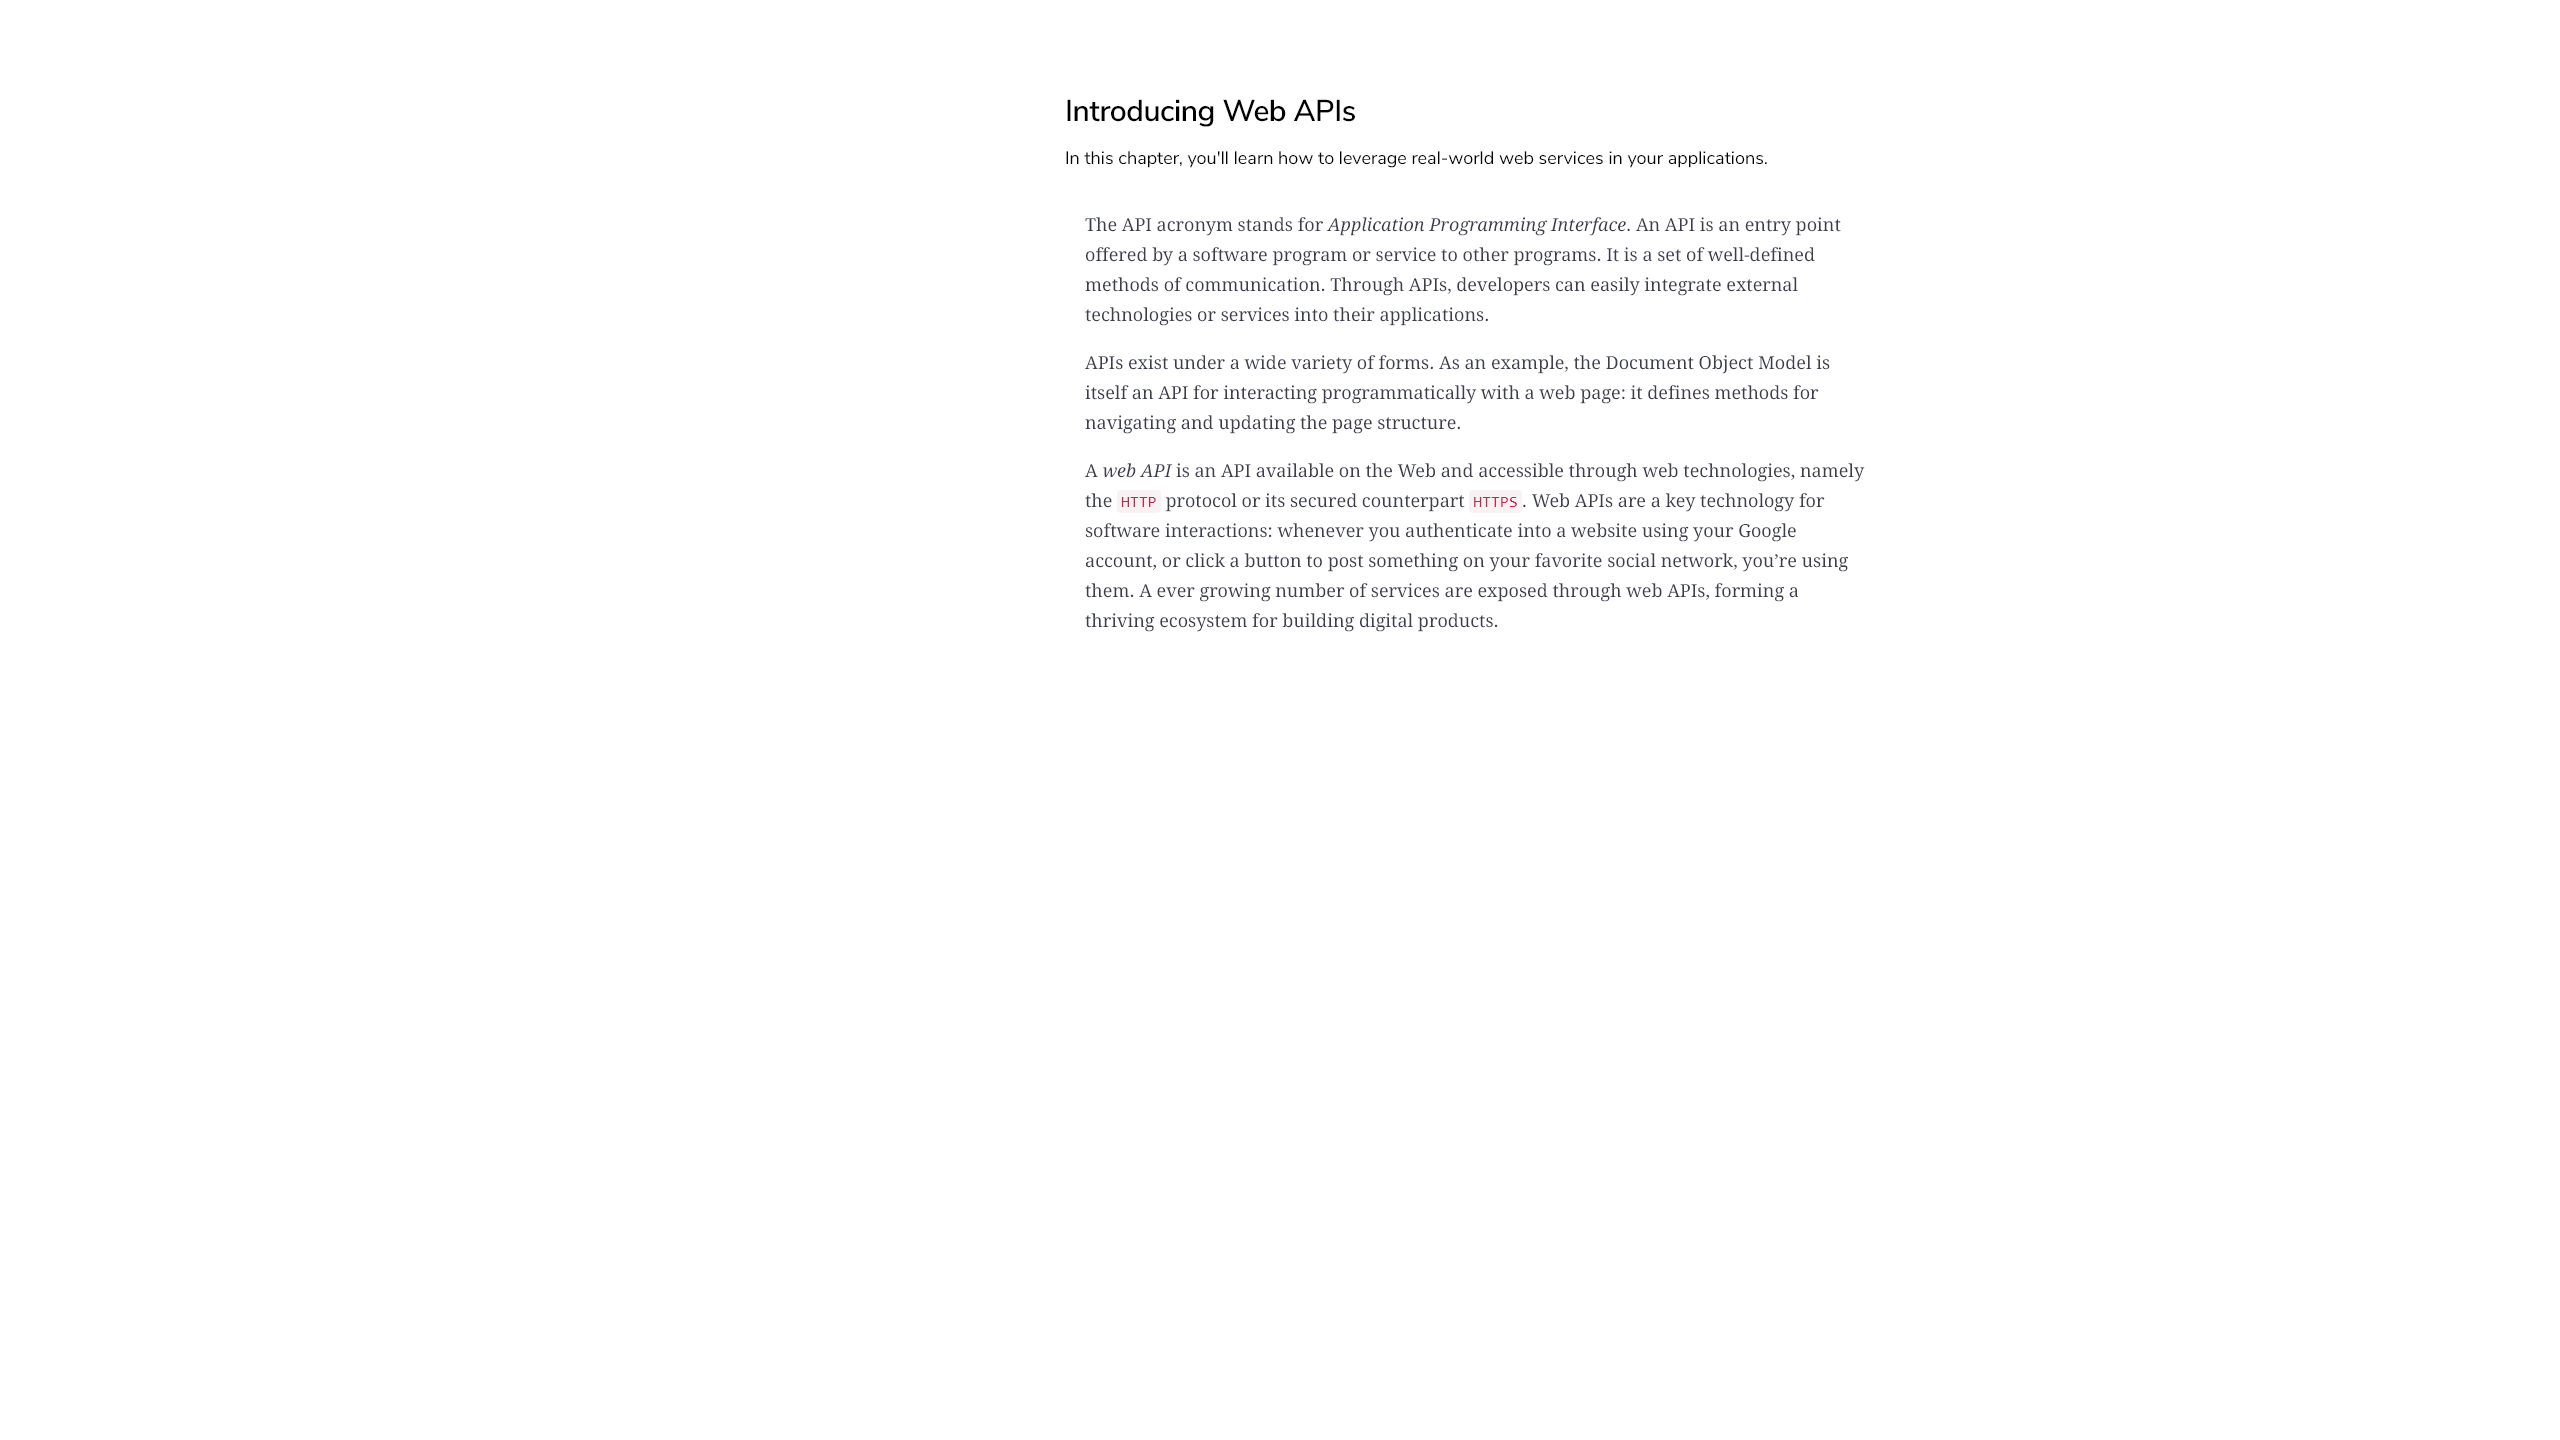 Introducing Web APIs
In this chapter, you'll learn how to leverage real-world web services in your applications.
The API acronym stands for Application Programming Interface. An API is an entry point
offered by a software program or service to other programs. It is a set of well-defined
methods of communication. Through APIs, developers can easily integrate external
technologies or services into their applications.
APIs exist under a wide variety of forms. As an example, the Document Object Model is
itself an API for interacting programmatically with a web page: it defines methods for
navigating and updating the page structure.
A web API is an API available on the Web and accessible through web technologies, namely
the HTTP protocol or its secured counterpart HTTPS. Web APIs are a key technology for
software interactions: whenever you authenticate into a website using your Google
account, or click a button to post something on your favorite social network, you’re using
them. A ever growing number of services are exposed through web APIs, forming a
thriving ecosystem for building digital products.